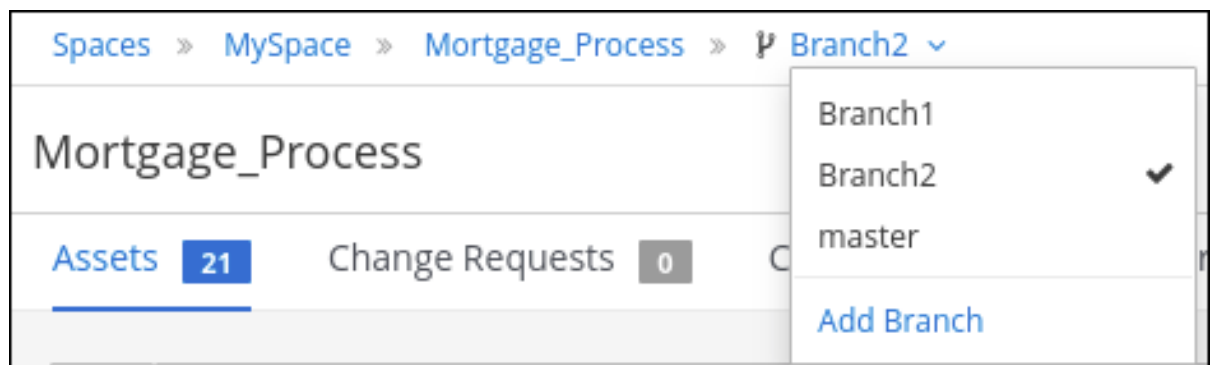 Spaces » MySpace » Mortgage_Process » Branch2
Branch1
Mortgage_Process
Branch2
master
Assets 21 Change Requests 0
Add Branch